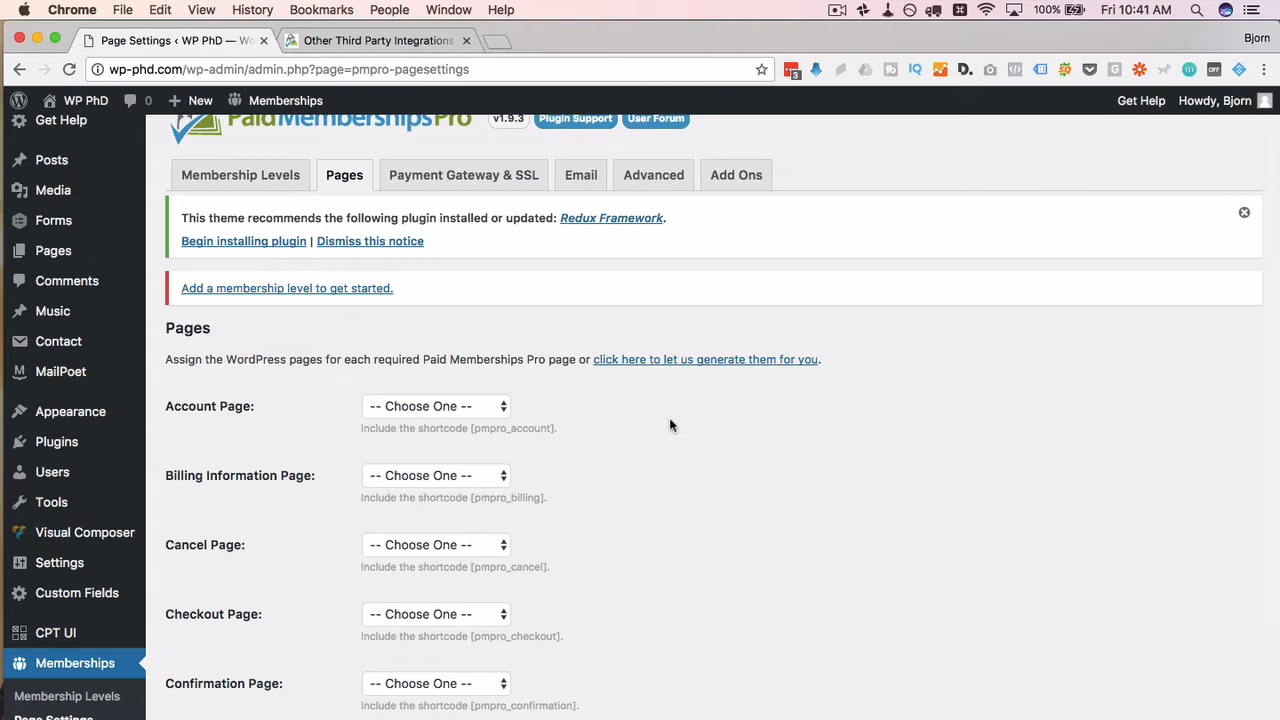 Chrome File Edit View History Bookmarks People Window Help 100% Fri 10:41 AM
Page Settings ‹ WP PhD — Wo Other Third Party Integrations Bjorn
wp-phd.com/wp-admin/admin.php?page=pmpro-pagesettings
WP PhD 0 New Memberships Get Help Howdy, Bjorn
Get Help
Posts
Media
Forms
Pages
Comments
Music
Contact
MailPoet
Appearance
Plugins
Users
Tools
Visual Composer
Settings
Custom Fields
CPT UI
Memberships
Membership Levels
Page Settings
PaidMembershipsPro v1.9.3 Plugin Support User Forum
Membership Levels Pages Payment Gateway & SSL Email Advanced Add Ons
This theme recommends the following plugin installed or updated: Redux Framework.
Begin installing plugin | Dismiss this notice
Add a membership level to get started.
Pages
Assign the WordPress pages for each required Paid Memberships Pro page or click here to let us generate them for you.
Account Page: -- Choose One --
Include the shortcode [pmpro_account].
Billing Information Page: -- Choose One --
Include the shortcode [pmpro_billing].
Cancel Page: -- Choose One --
Include the shortcode [pmpro_cancel].
Checkout Page: -- Choose One --
Include the shortcode [pmpro_checkout].
Confirmation Page: -- Choose One --
Include the shortcode [pmpro_confirmation].